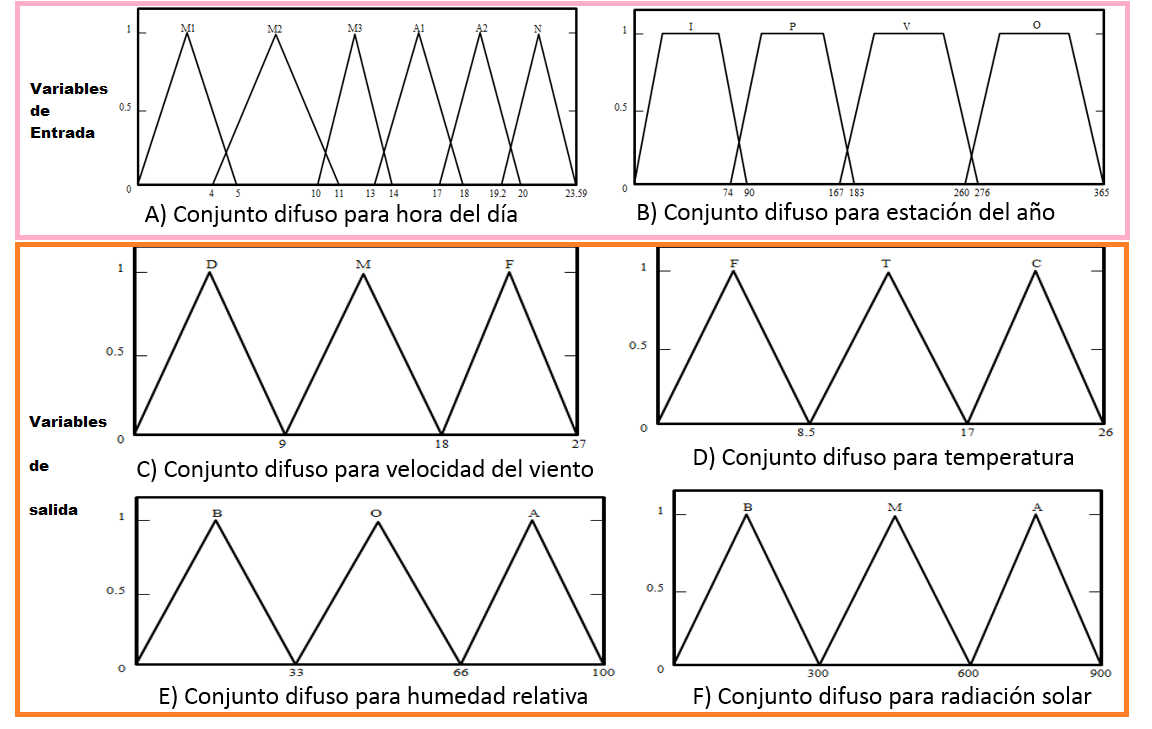 Variables
de
Entrada
1
0.5
0
M1 M2 M3 A1 A2 N
4 5 10 11 13 14 17 18 19.2 20 23.59
A) Conjunto difuso para hora del día
1
0.5
0
I P V O
74 90 167 183 260 276 365
B) Conjunto difuso para estación del año
Variables
de
salida
1
0.5
0
D M F
9 18 27
C) Conjunto difuso para velocidad del viento
1
0.5
0
F T C
8.5 17 26
D) Conjunto difuso para temperatura
1
0.5
0
B O A
33 66 100
E) Conjunto difuso para humedad relativa
1
0.5
0
B M A
300 600 900
F) Conjunto difuso para radiación solar